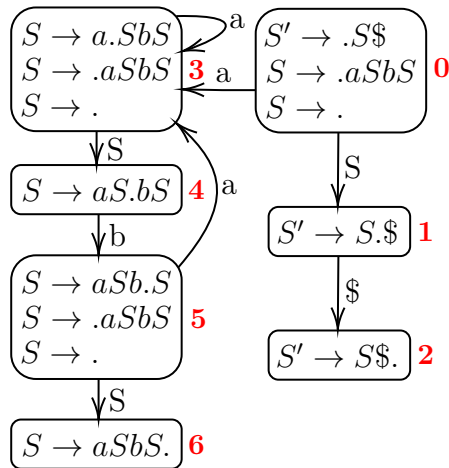 S → a.SbS
S → .aSbS
S → .
3
a
a
S' → .S$
S → .aSbS
S → .
0
S
S → aS.bS
4
b
a
S
S' → S.$
1
S → aSb.S
S → .aSbS
S → .
5
$
S' → S$.
2
S
S → aSbS.
6